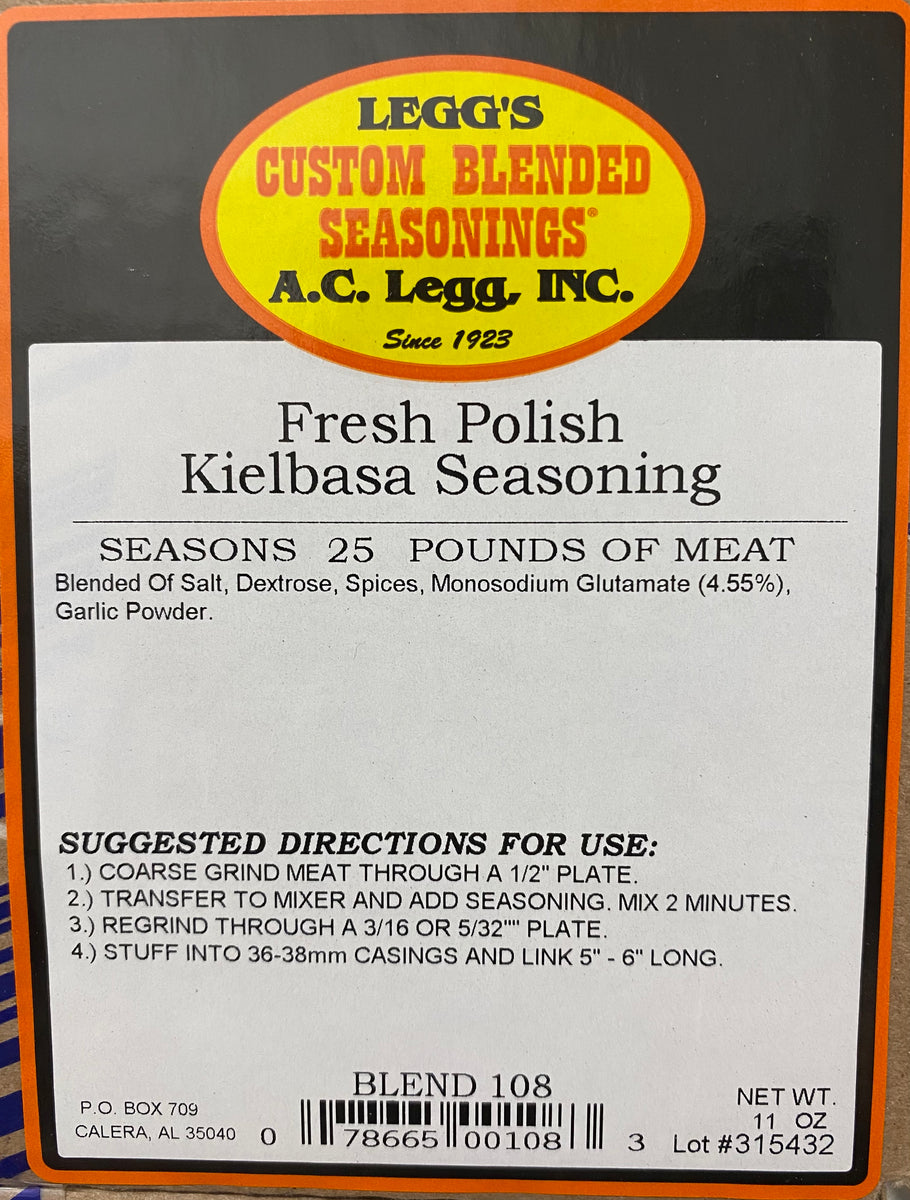 LEGG'S
CUSTOM BLENDED
SEASONINGS®
A.C. Legg, INC.
Since 1923
Fresh Polish
Kielbasa Seasoning
SEASONS 25 POUNDS OF MEAT
Blended Of Salt, Dextrose, Spices, Monosodium Glutamate (4.55%),
Garlic Powder.
SUGGESTED DIRECTIONS FOR USE:
1.) COARSE GRIND MEAT THROUGH A 1/2" PLATE.
2.) TRANSFER TO MIXER AND ADD SEASONING. MIX 2 MINUTES.
3.) REGRIND THROUGH A 3/16 OR 5/32"" PLATE.
4.) STUFF INTO 36-38mm CASINGS AND LINK 5" - 6" LONG.
BLEND 108
P.O. BOX 709
CALERA, AL 35040
0 78665 00108 3
NET WT.
11 OZ
Lot #315432